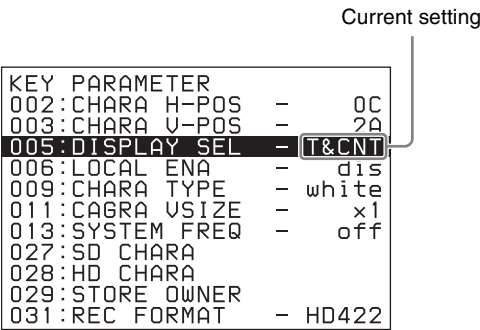 Current setting
KEY PARAMETER
002:CHARA H-POS – 0C
003:CHARA V-POS – 2A
005:DISPLAY SEL – T&CNT
006:LOCAL ENA – dis
009:CHARA TYPE – white
011:CAGRA VSIZE – x1
013:SYSTEM FREQ – off
027:SD CHARA
028:HD CHARA
029:STORE OWNER
031:REC FORMAT – HD422